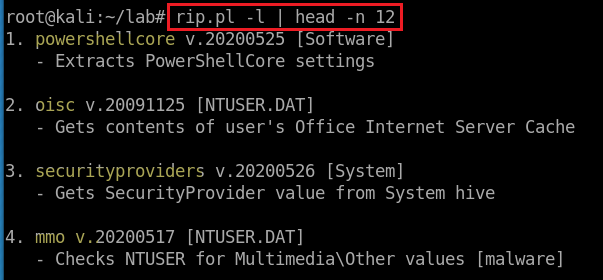 root@kali:~/lab# rip.pl -l | head -n 12
1. powershellcore v.20200525 [Software]
- Extracts PowerShellCore settings
2. oisc v.20091125 [NTUSER.DAT]
- Gets contents of user's Office Internet Server Cache
3. securityproviders v.20200526 [System]
- Gets SecurityProvider value from System hive
4. mmo v.20200517 [NTUSER.DAT]
- Checks NTUSER for Multimedia\Other values [malware]